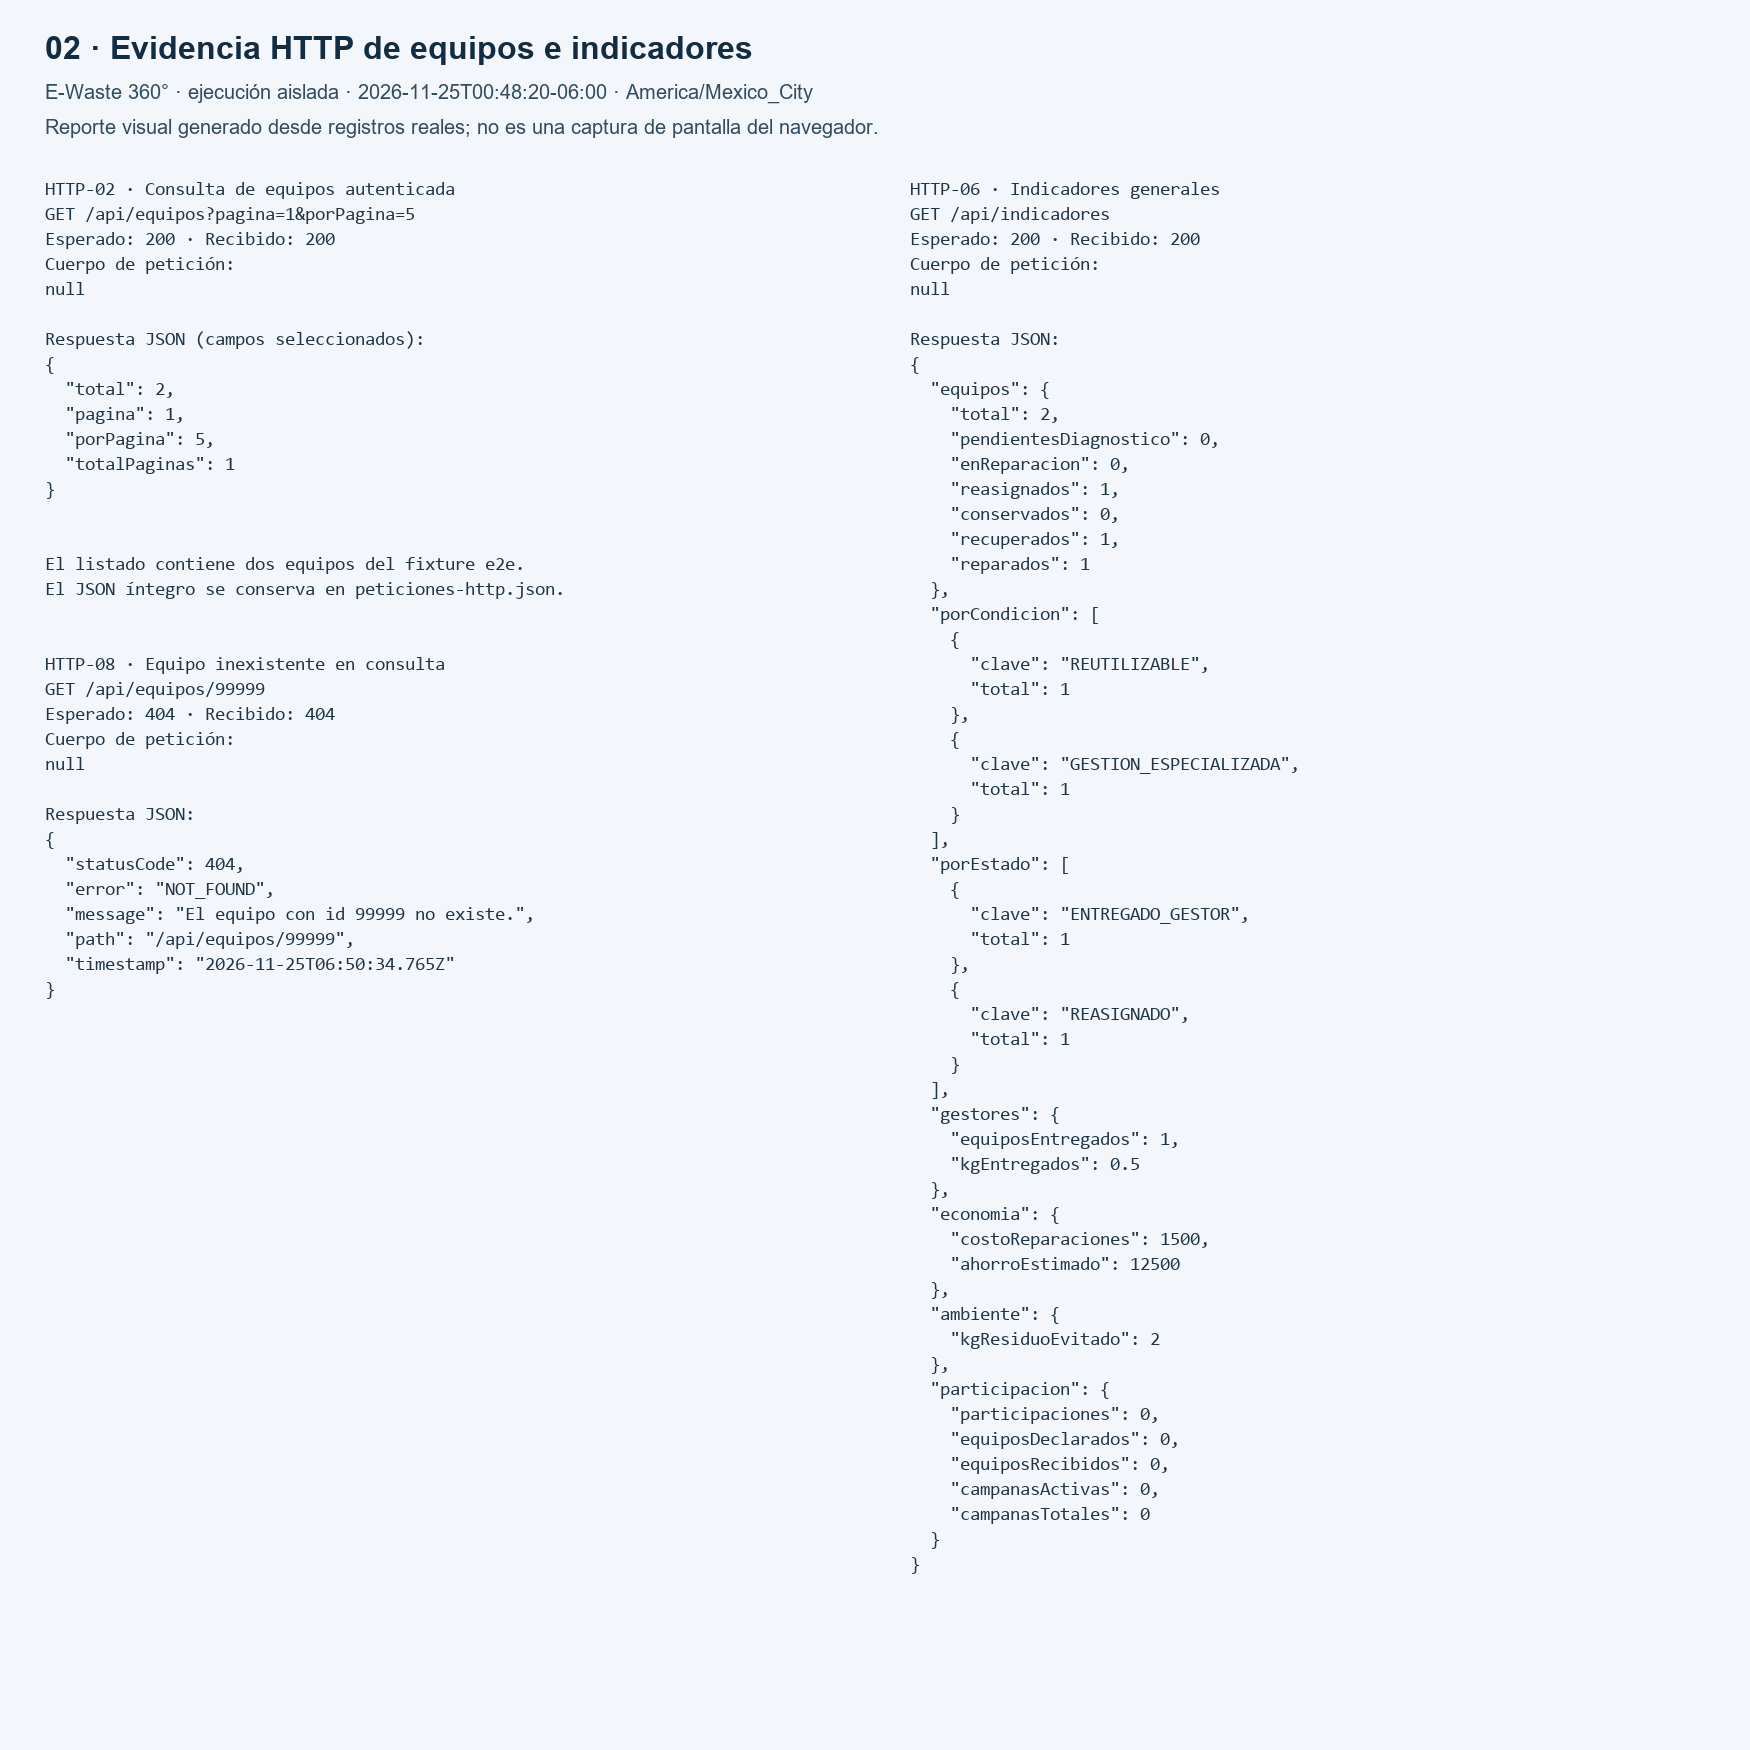 02 · Evidencia HTTP de equipos e indicadores
E-Waste 360° · ejecución aislada · 2026-11-25T00:48:20-06:00 · America/Mexico_City
Reporte visual generado desde registros reales; no es una captura de pantalla del navegador.
HTTP-02 · Consulta de equipos autenticada
GET /api/equipos?pagina=1&porPagina=5
Esperado: 200 · Recibido: 200
Cuerpo de petición:
null
Respuesta JSON (campos seleccionados):
{
  "total": 2,
  "pagina": 1,
  "porPagina": 5,
  "totalPaginas": 1
}
El listado contiene dos equipos del fixture e2e.
El JSON íntegro se conserva en peticiones-http.json.
HTTP-08 · Equipo inexistente en consulta
GET /api/equipos/99999
Esperado: 404 · Recibido: 404
Cuerpo de petición:
null
Respuesta JSON:
{
  "statusCode": 404,
  "error": "NOT_FOUND",
  "message": "El equipo con id 99999 no existe.",
  "path": "/api/equipos/99999",
  "timestamp": "2026-11-25T06:50:34.765Z"
}
HTTP-06 · Indicadores generales
GET /api/indicadores
Esperado: 200 · Recibido: 200
Cuerpo de petición:
null
Respuesta JSON:
{
  "equipos": {
    "total": 2,
    "pendientesDiagnostico": 0,
    "enReparacion": 0,
    "reasignados": 1,
    "conservados": 0,
    "recuperados": 1,
    "reparados": 1
  },
  "porCondicion": [
    {
      "clave": "REUTILIZABLE",
      "total": 1
    },
    {
      "clave": "GESTION_ESPECIALIZADA",
      "total": 1
    }
  ],
  "porEstado": [
    {
      "clave": "ENTREGADO_GESTOR",
      "total": 1
    },
    {
      "clave": "REASIGNADO",
      "total": 1
    }
  ],
  "gestores": {
    "equiposEntregados": 1,
    "kgEntregados": 0.5
  },
  "economia": {
    "costoReparaciones": 1500,
    "ahorroEstimado": 12500
  },
  "ambiente": {
    "kgResiduoEvitado": 2
  },
  "participacion": {
    "participaciones": 0,
    "equiposDeclarados": 0,
    "equiposRecibidos": 0,
    "campanasActivas": 0,
    "campanasTotales": 0
  }
}